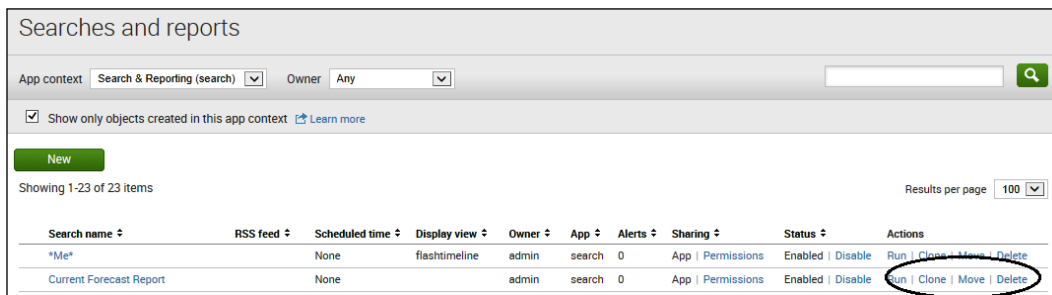 Searches and reports
App context Search & Reporting (search) Owner Any
Show only objects created in this app context Learn more
New
Showing 1-23 of 23 items Results per page 100
Search name RSS feed Scheduled time Display view Owner App Alerts Sharing Status Actions
*Me* None flashtimeline admin search 0 App | Permissions Enabled | Disable Run | Clone | Move | Delete
Current Forecast Report None admin search 0 App | Permissions Enabled | Disable Run | Clone | Move | Delete